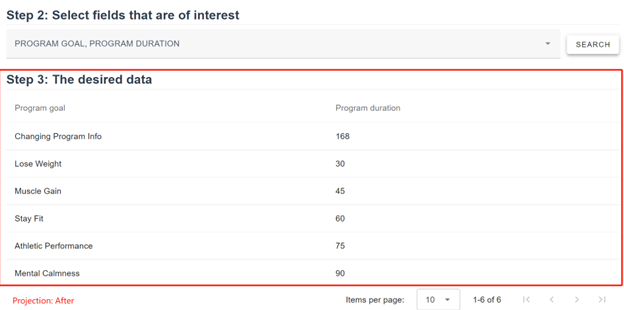 Step 2: Select fields that are of interest
PROGRAM GOAL, PROGRAM DURATION
SEARCH
Step 3: The desired data
Program goal Program duration
Changing Program Info 168
Lose Weight 30
Muscle Gain 45
Stay Fit 60
Athletic Performance 75
Mental Calmness 90
Projection: After Items per page: 10 1-6 of 6